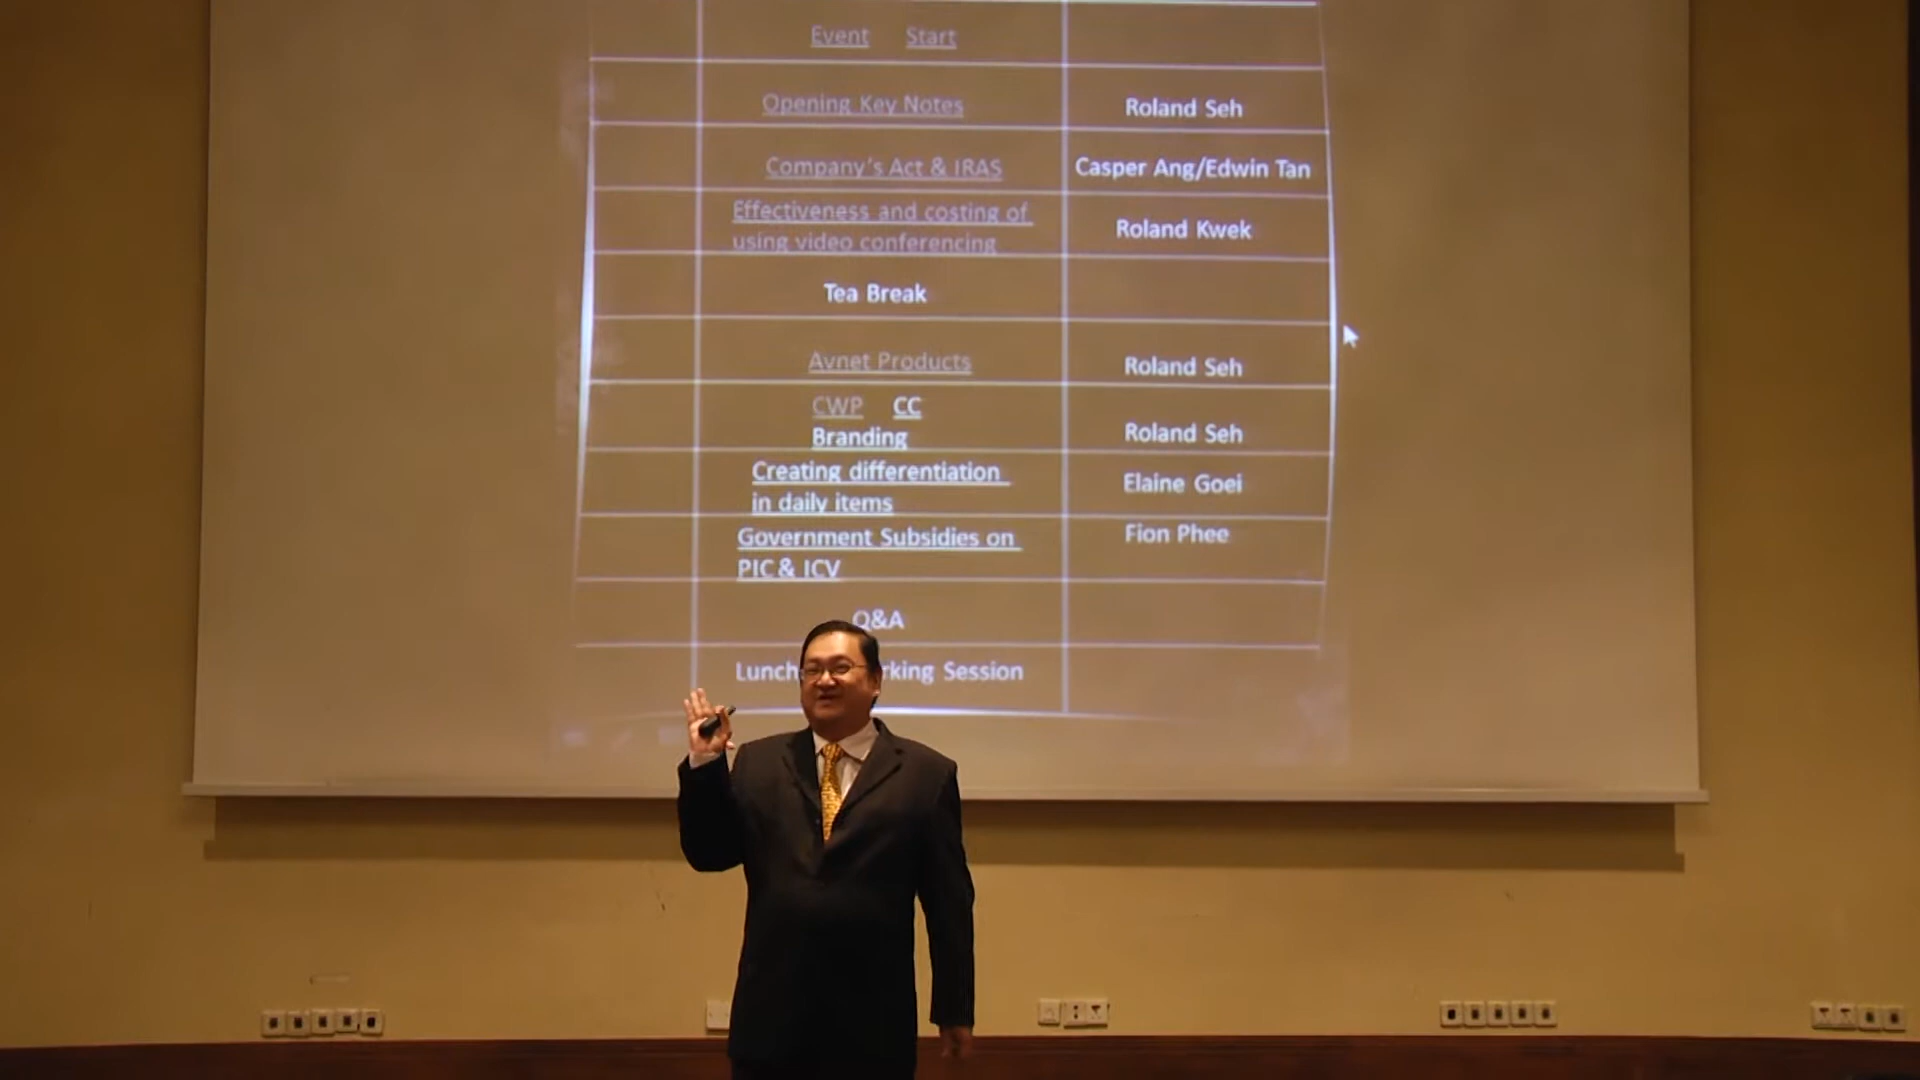 Event Start
Opening Key Notes
Roland Seh
Company's Act & IRAS
Casper Ang/Edwin Tan
Effectiveness and costing of
using video conferencing
Roland Kwek
Tea Break
Avnet Products
Roland Seh
CWP CC
Branding
Roland Seh
Creating differentiation
in daily items
Elaine Goei
Government Subsidies on
PIC & ICV
Fion Phee
Q&A
Lunch rking Session